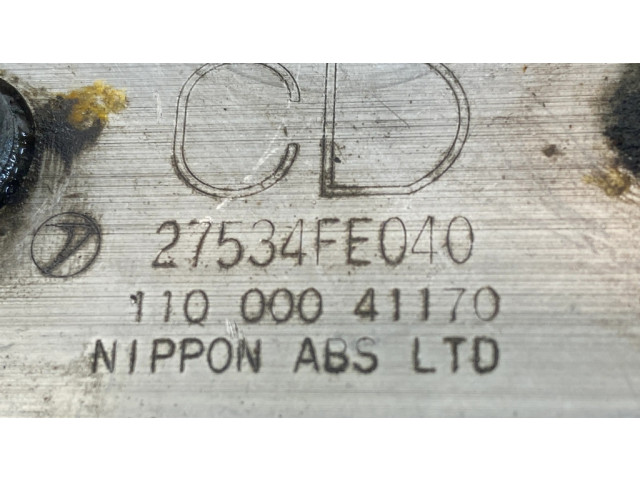 CD
27534FE040
110 000 41170
NIPPON ABS LTD